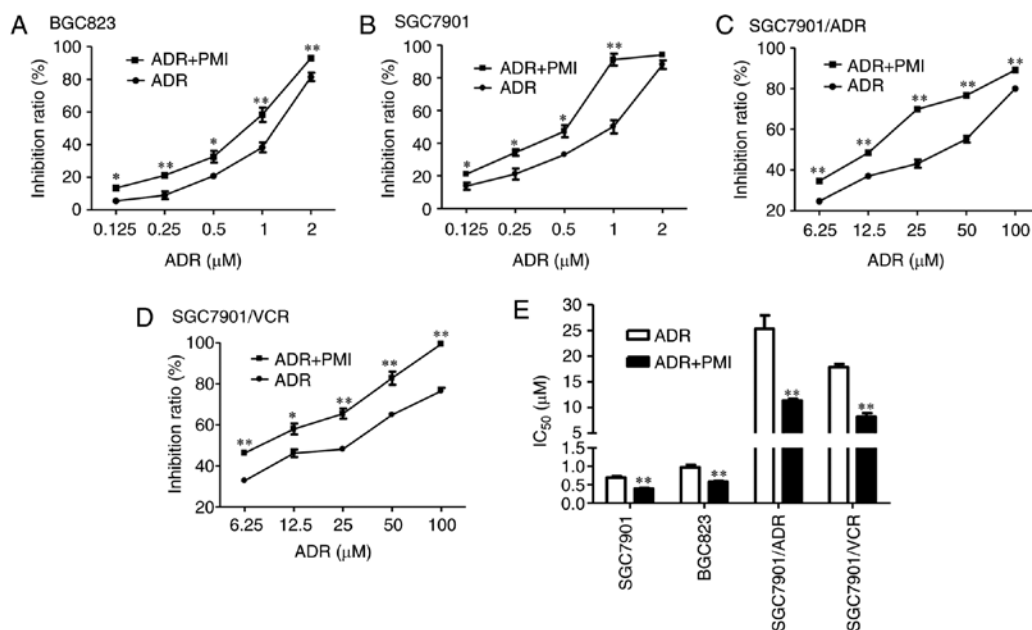 A BGC823
Inhibition ratio (%)
100
80
60
40
20
0
ADR+PMI
ADR
* ** * ** **
0.125 0.25 0.5 1 2
ADR (μM)
B SGC7901
Inhibition ratio (%)
100
80
60
40
20
0
ADR+PMI
ADR
* * * **
0.125 0.25 0.5 1 2
ADR (μM)
C SGC7901/ADR
Inhibition ratio (%)
100
80
60
40
20
ADR+PMI
ADR
** ** ** ** **
6.25 12.5 25 50 100
ADR (μM)
D SGC7901/VCR
Inhibition ratio (%)
100
80
60
40
20
ADR+PMI
ADR
** * ** ** **
6.25 12.5 25 50 100
ADR (μM)
E
IC50 (μM)
30
25
20
15
10
5
1.5
1.0
0.5
0.0
ADR
ADR+PMI
** ** ** **
SGC7901
BGC823
SGC7901/ADR
SGC7901/VCR